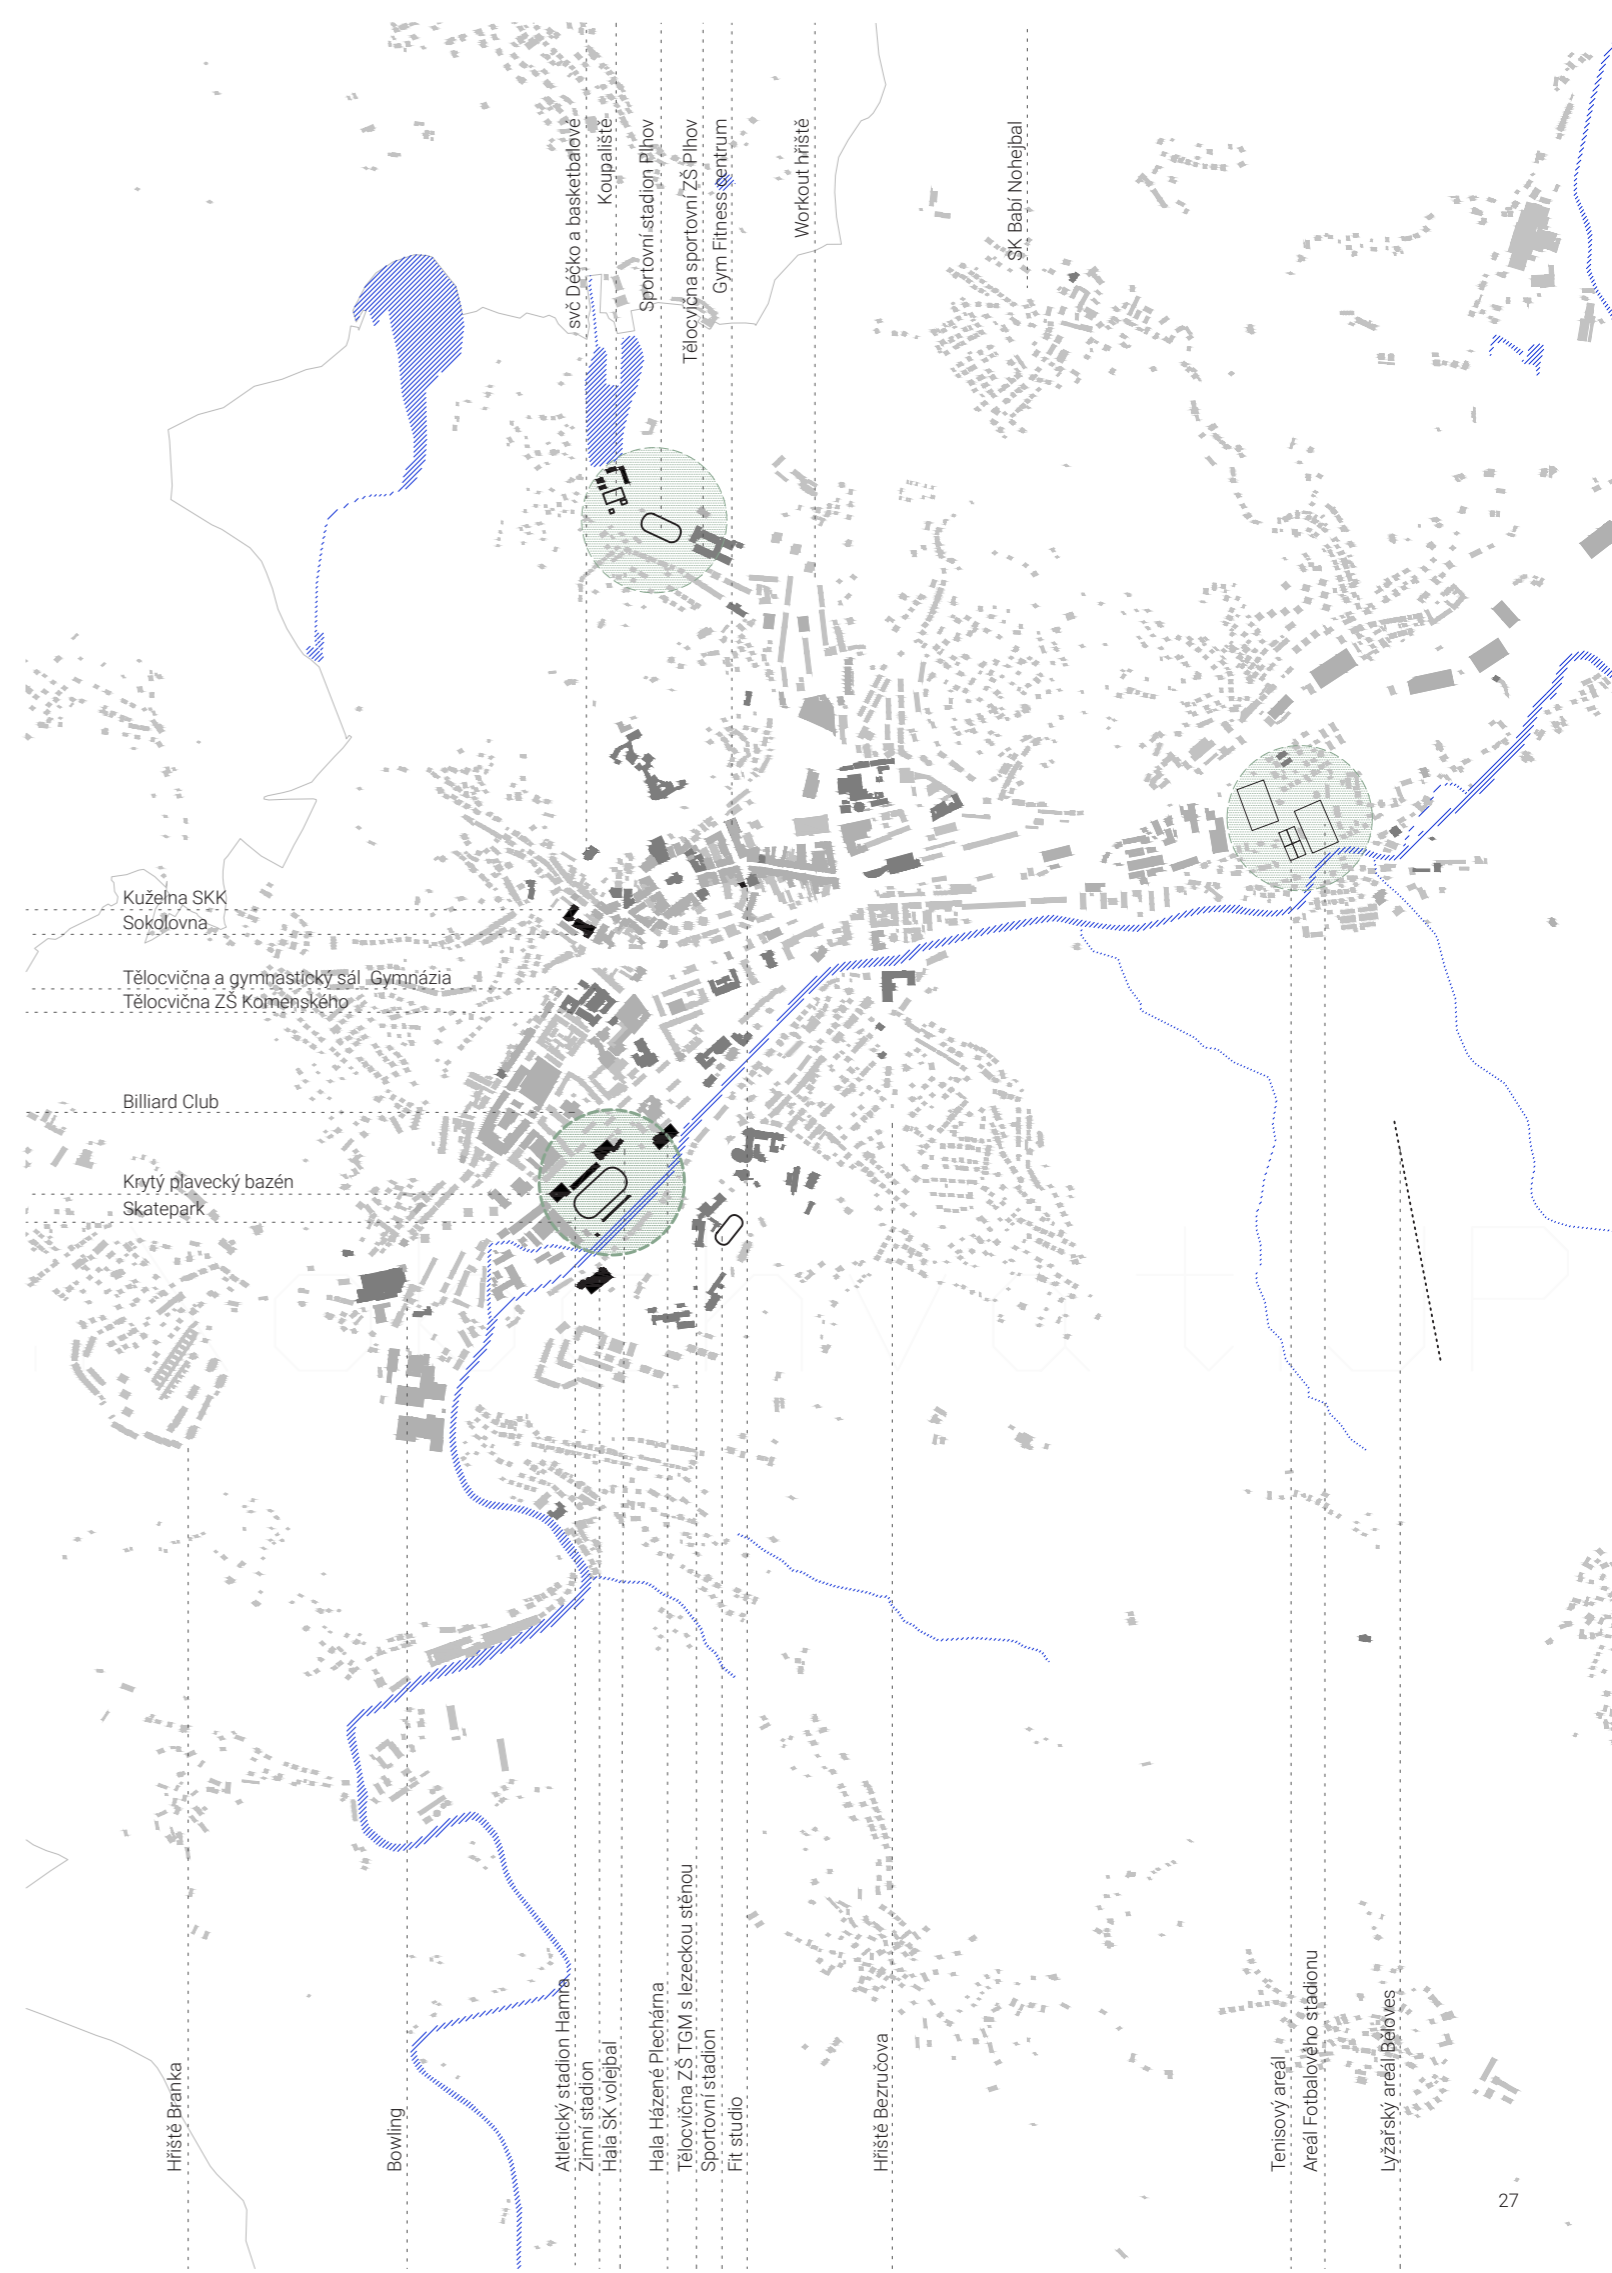 svč Déčko a basketbalové
Koupaliště
Sportovní stadion Plhov
Tělocvična sportovní ZŠ Plhov
Gym Fitness centrum
Workout hřiště
SK Babí Nohejbal
Kuželna SKK
Sokolovna
Tělocvična a gymnastický sál Gymnázia
Tělocvična ZŠ Komenského
Billiard Club
Krytý plavecký bazén
Skatepark
Hřiště Branka
Bowling
Atletický stadion Hamra
Zimní stadion
Hala SK volejbal
Hala Házené Plechárna
Tělocvična ZŠ TGM s lezeckou stěnou
Sportovní stadion
Fit studio
Hřiště Bezručova
Tenisový areál
Areál Fotbalového stadionu
Lyžařský areál Běloves
27